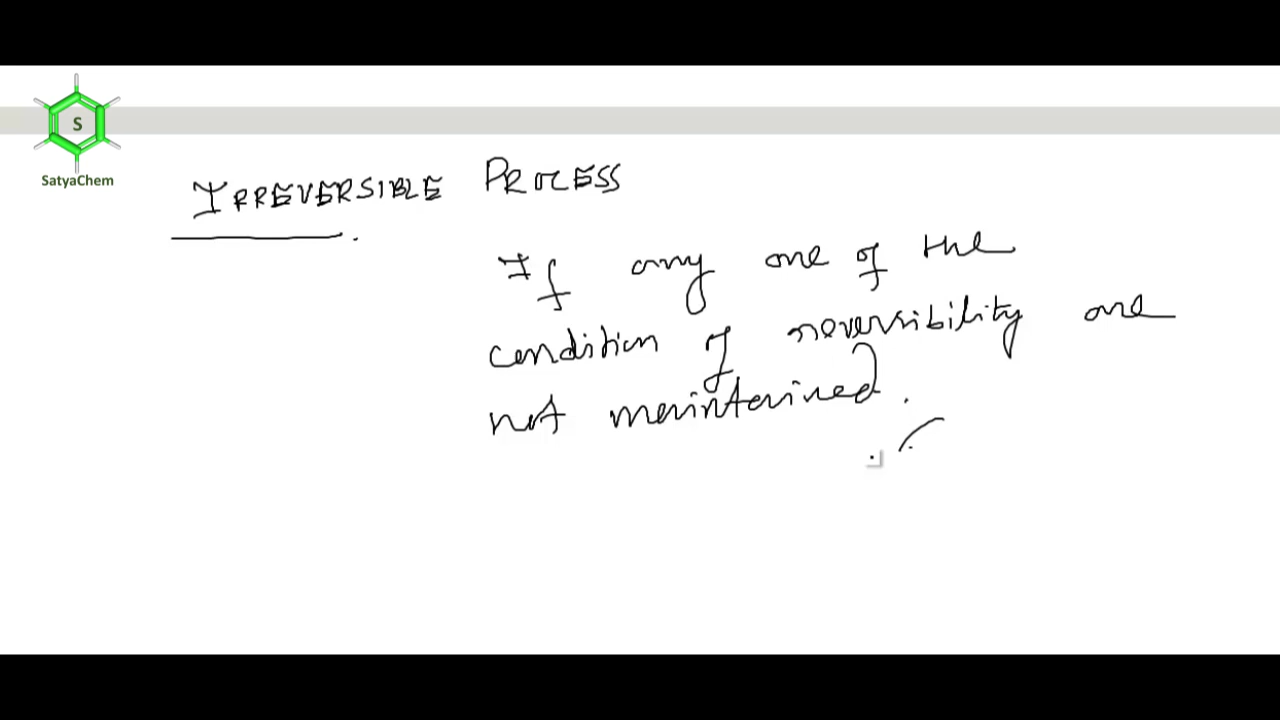 S
SatyaChem
IRREVERSIBLE PROCESS
If any one of the
condition of reversibility are
not maintained.